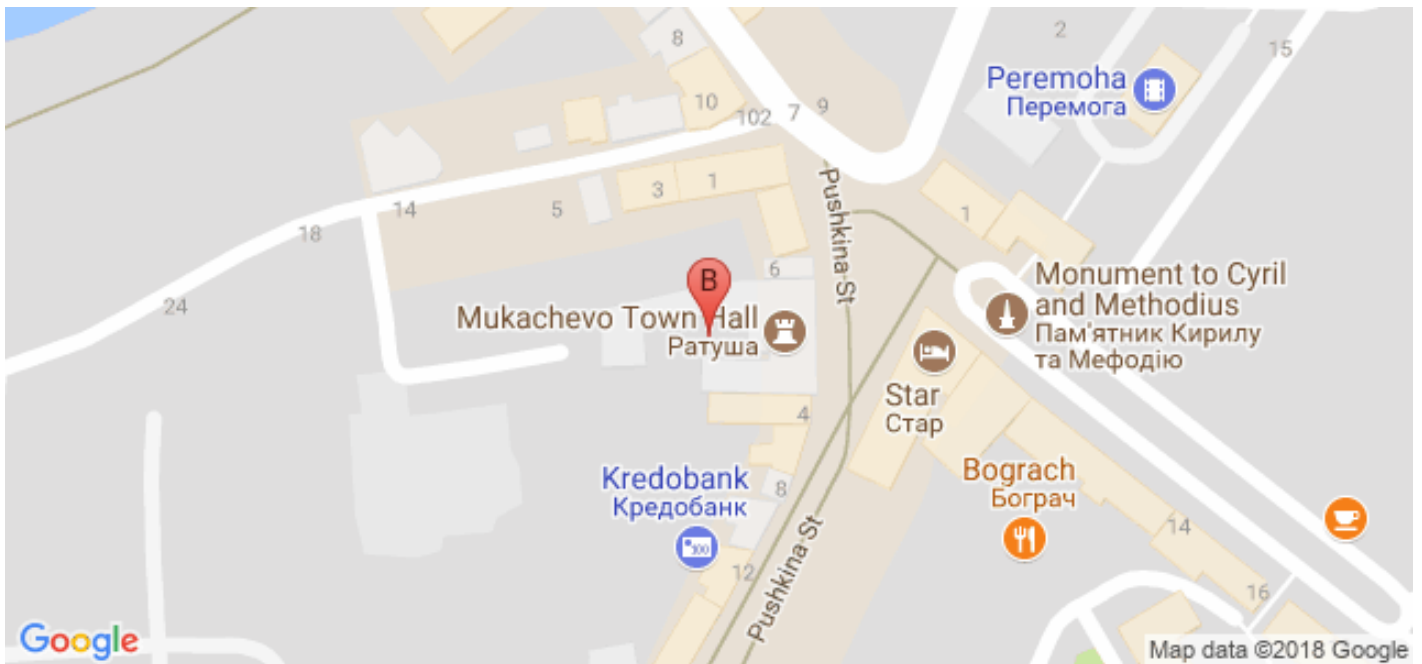 8
2
15
Peremoha
Перемога
10
102
7
9
3
1
14
5
18
Pushkina St
1
24
6
B
Mukachevo Town Hall
Ратуша
Monument to Cyril
and Methodius
Пам'ятник Кирилу
та Мефодію
Star
Стар
4
Kredobank
Кредобанк
100
8
Bograch
Бограч
14
12
Pushkina St
16
Google
Map data ©2018 Google